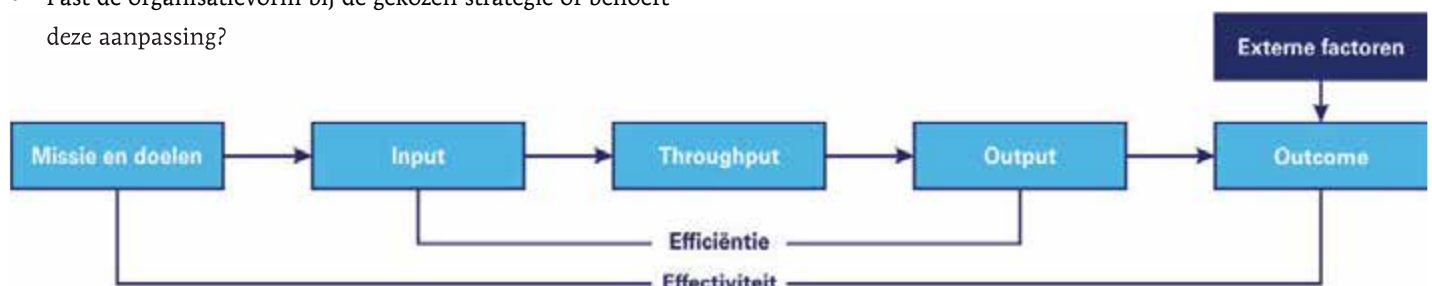 Past de organisatievorm bij de gekozen strategie of behoeft
deze aanpassing?
Externe factoren
Missie en doelen
Input
Throughput
Output
Outcome
Efficiëntie
Effectiviteit